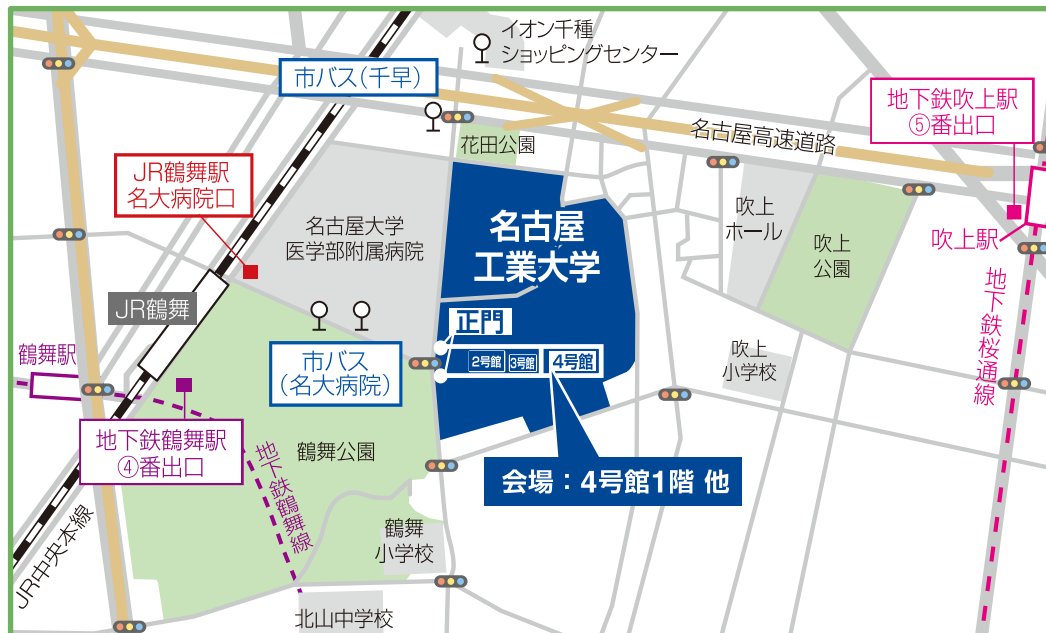 イオン千種
ショッピングセンター
市バス（千早）
名古屋高速道路
地下鉄吹上駅
⑤番出口
花田公園
JR鶴舞駅
名大病院口
名古屋大学
医学部附属病院
名古屋
工業大学
吹上
ホール
吹上
公園
吹上駅
JR鶴舞
正門
2号館
3号館
4号館
鶴舞駅
市バス
（名大病院）
吹上
小学校
地下鉄桜通線
地下鉄鶴舞駅
④番出口
鶴舞公園
地下鉄鶴舞線
会場：4号館1階 他
JR中央本線
鶴舞
小学校
北山中学校